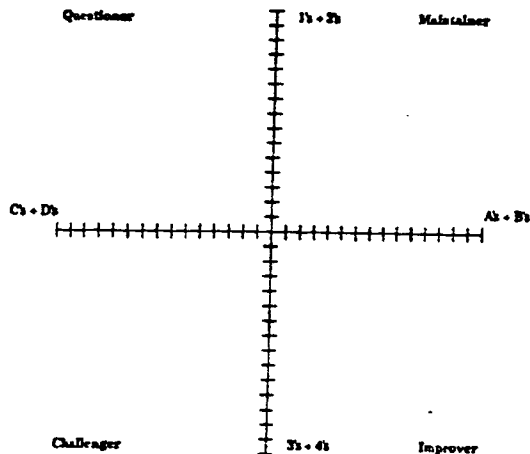 Questioner
1's + 2's
Maintainer
C's + D's
A's + B's
Challenger
3's + 4's
Improver